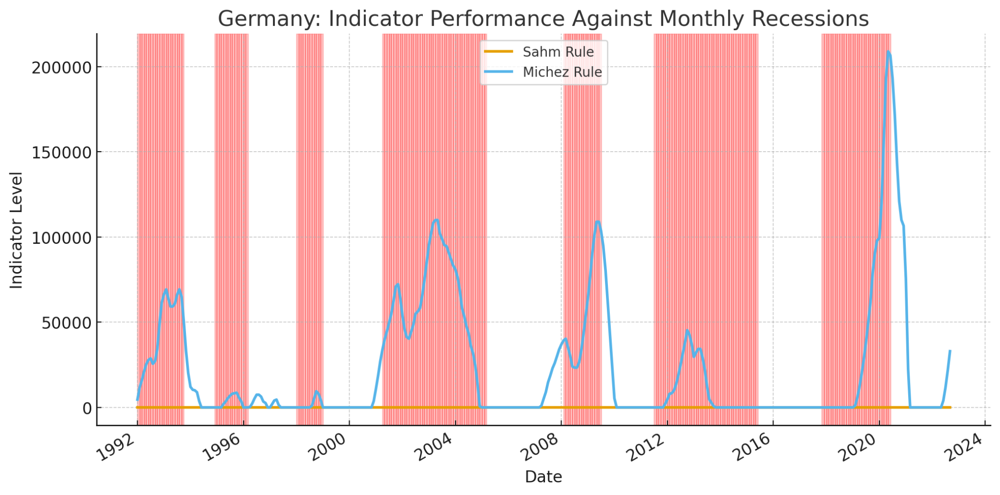 Germany: Indicator Performance Against Monthly Recessions
Sahm Rule
Michez Rule
200000
150000
100000
50000
0
Indicator Level
1992
1996
2000
2004
2008
2012
2016
2020
2024
Date